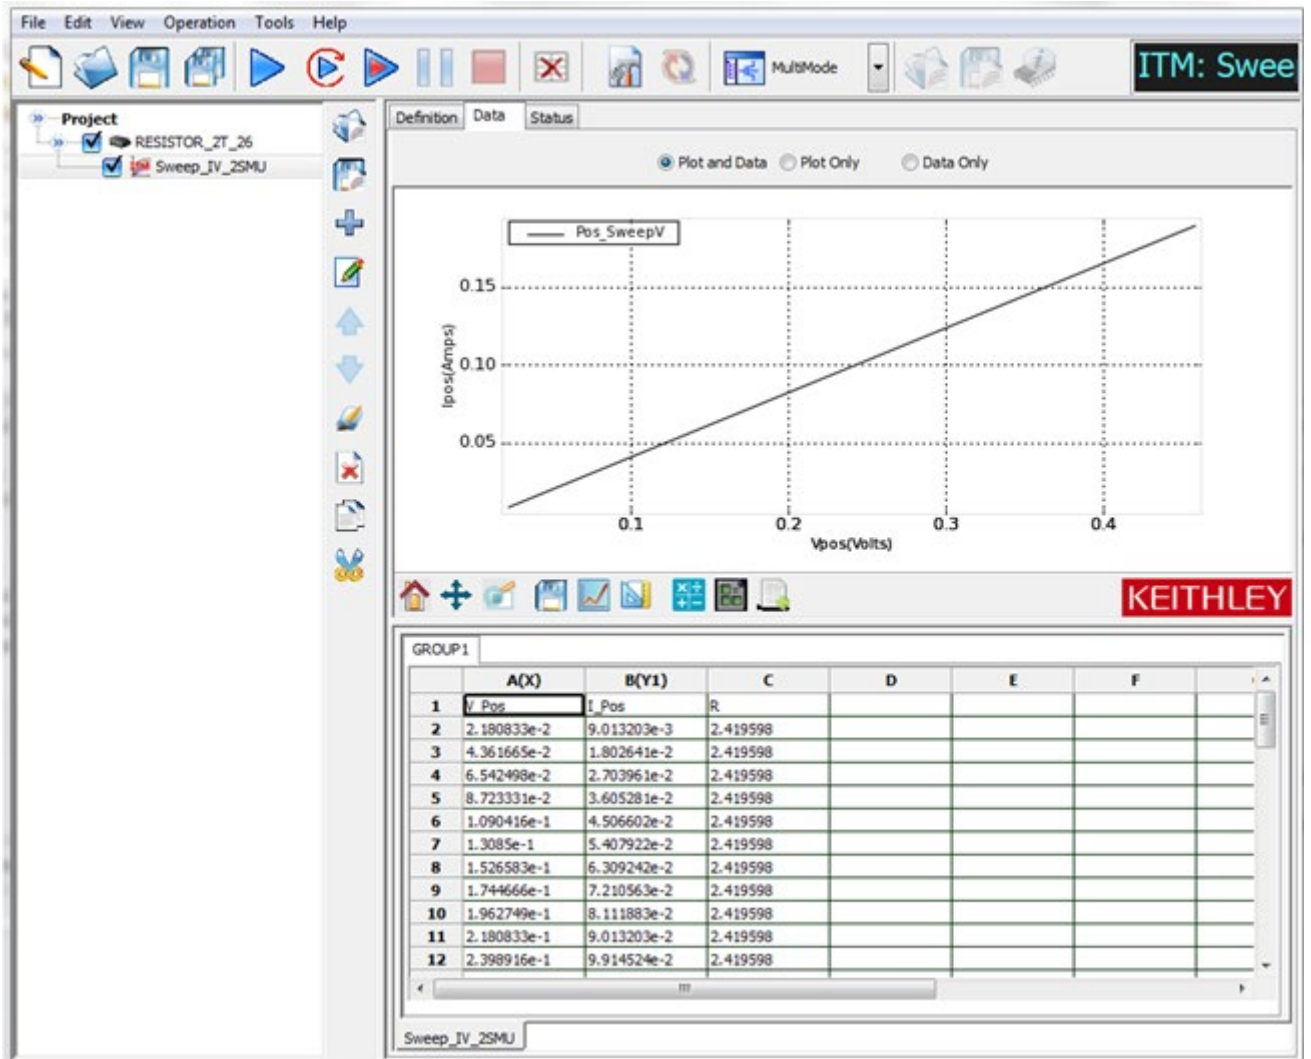 File Edit View Operation Tools Help
MultiMode
ITM: Swee
Project
RESISTOR_2T_26
Sweep_IV_2SMU
Definition Data Status
Plot and Data Plot Only Data Only
Pos_SweepV
0.15
0.10
0.05
Ipos(Amps)
0.1 0.2 0.3 0.4
Vpos(Volts)
KEITHLEY
GROUP1
A(X) B(Y1) C D E F
1 V_Pos I_Pos R
2 2.180833e-2 9.013203e-3 2.419598
3 4.361665e-2 1.802641e-2 2.419598
4 6.542498e-2 2.703961e-2 2.419598
5 8.723331e-2 3.605281e-2 2.419598
6 1.090416e-1 4.506602e-2 2.419598
7 1.3085e-1 5.407922e-2 2.419598
8 1.526583e-1 6.309242e-2 2.419598
9 1.744666e-1 7.210563e-2 2.419598
10 1.962749e-1 8.111883e-2 2.419598
11 2.180833e-1 9.013203e-2 2.419598
12 2.398916e-1 9.914524e-2 2.419598
Sweep_IV_2SMU